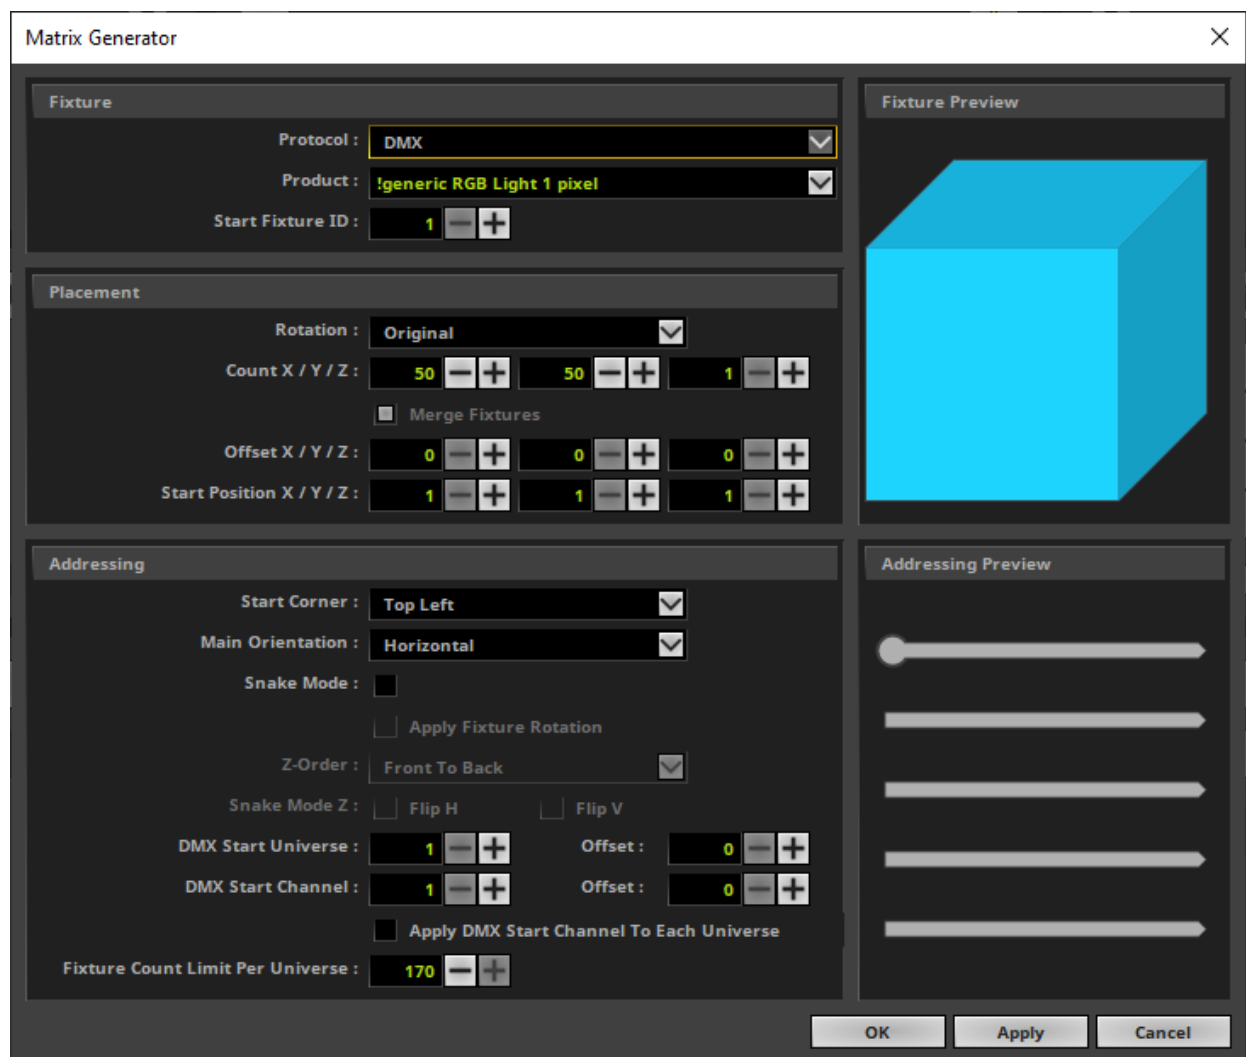 Matrix Generator
Fixture
Protocol : DMX
Product : !generic RGB Light 1 pixel
Start Fixture ID : 1
Fixture Preview
Placement
Rotation : Original
Count X / Y / Z : 50 50 1
Merge Fixtures
Offset X / Y / Z : 0 0 0
Start Position X / Y / Z : 1 1 1
Addressing
Start Corner : Top Left
Main Orientation : Horizontal
Snake Mode :
Apply Fixture Rotation
Z-Order : Front To Back
Snake Mode Z : Flip H Flip V
DMX Start Universe : 1 Offset : 0
DMX Start Channel : 1 Offset : 0
Apply DMX Start Channel To Each Universe
Fixture Count Limit Per Universe : 170
Addressing Preview
OK Apply Cancel